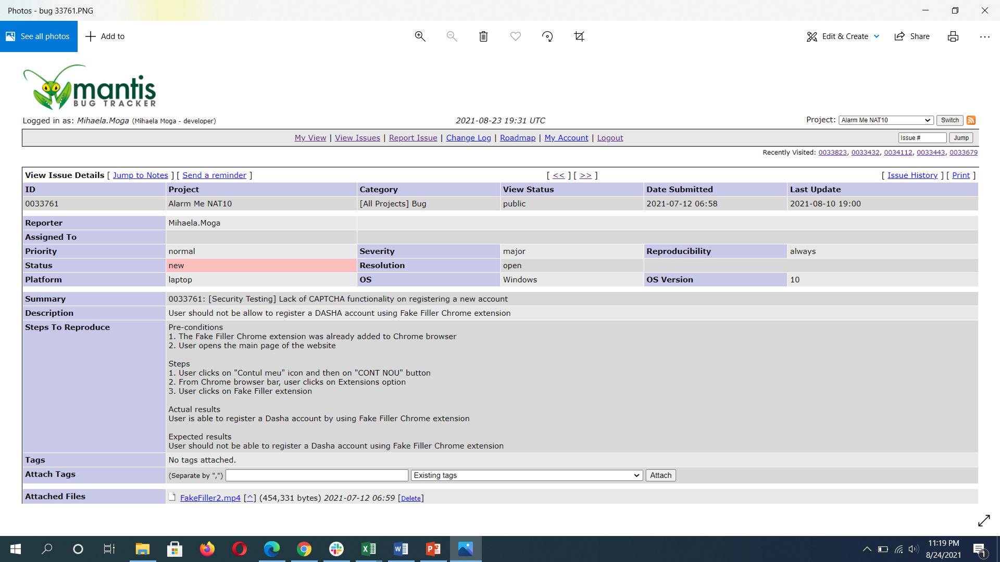 Photos - bug 33761.PNG
See all photos
Add to
Edit & Create
Share
mantis
BUG TRACKER
Logged in as: Mihaela.Moga (Mihaela Moga - developer)
2021-08-23 19:31 UTC
Project: Alarm Me NAT10 Switch
My View | View Issues | Report Issue | Change Log | Roadmap | My Account | Logout
Issue # Jump
Recently Visited: 0033823, 0033432, 0034112, 0033443, 0033679
View Issue Details [ Jump to Notes ] [ Send a reminder ] [ << ] [ >> ] [ Issue History ] [ Print ]
ID Project Category View Status Date Submitted Last Update
0033761 Alarm Me NAT10 [All Projects] Bug public 2021-07-12 06:58 2021-08-10 19:00
Reporter Mihaela.Moga
Assigned To
Priority normal Severity major Reproducibility always
Status new Resolution open
Platform laptop OS Windows OS Version 10
Summary 0033761: [Security Testing] Lack of CAPTCHA functionality on registering a new account
Description User should not be allow to register a DASHA account using Fake Filler Chrome extension
Steps To Reproduce Pre-conditions
1. The Fake Filler Chrome extension was already added to Chrome browser
2. User opens the main page of the website
Steps
1. User clicks on "Contul meu" icon and then on "CONT NOU" button
2. From Chrome browser bar, user clicks on Extensions option
3. User clicks on Fake Filler extension
Actual results
User is able to register a Dasha account by using Fake Filler Chrome extension
Expected results
User should not be able to register a Dasha account using Fake Filler Chrome extension
Tags No tags attached.
Attach Tags (Separate by ",") Existing tags Attach
Attached Files FakeFiller2.mp4 [^] (454,331 bytes) 2021-07-12 06:59 [Delete]
11:19 PM
8/24/2021
1